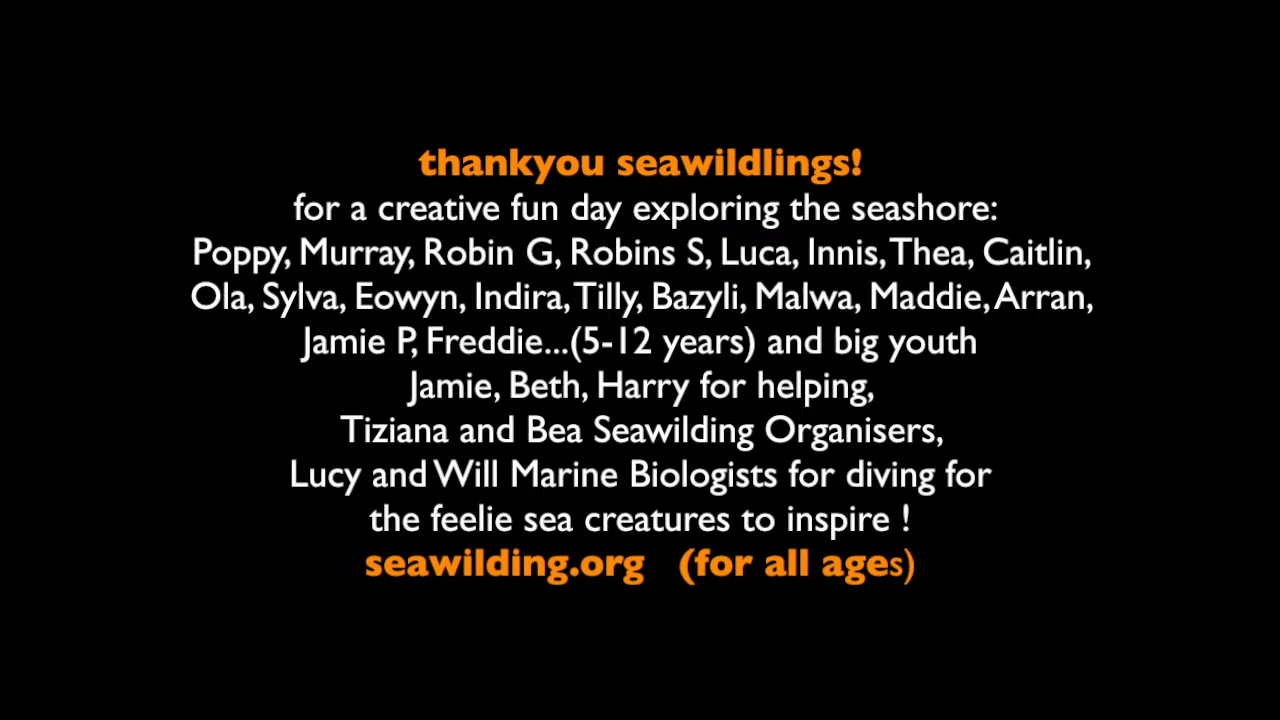 thankyou seawildlings!
for a creative fun day exploring the seashore:
Poppy, Murray, Robin G, Robins S, Luca, Innis, Thea, Caitlin,
Ola, Sylva, Eowyn, Indira, Tilly, Bazyli, Malwa, Maddie, Arran,
Jamie P, Freddie...(5-12 years) and big youth
Jamie, Beth, Harry for helping,
Tiziana and Bea Seawilding Organisers,
Lucy and Will Marine Biologists for diving for
the feelie sea creatures to inspire !
seawilding.org (for all ages)